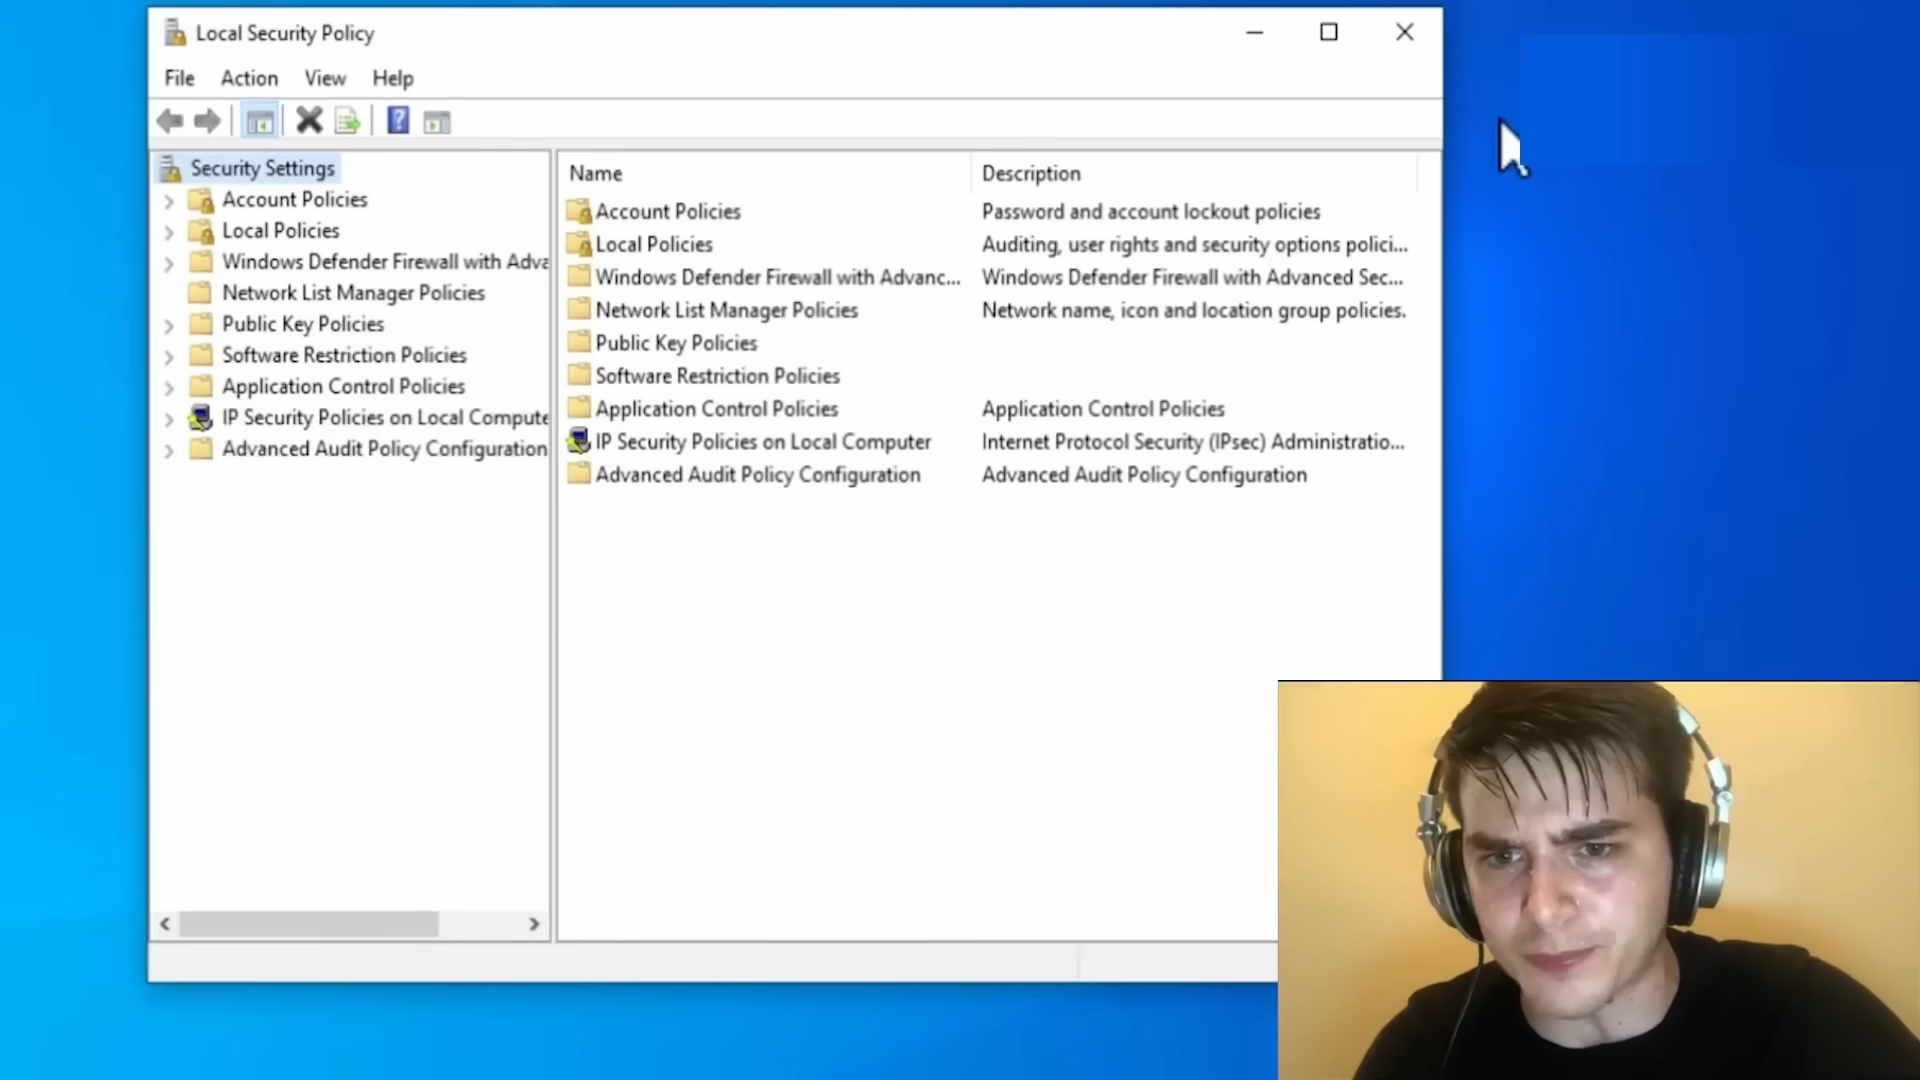 Local Security Policy
File Action View Help
Security Settings
Account Policies
Local Policies
Windows Defender Firewall with Adva
Network List Manager Policies
Public Key Policies
Software Restriction Policies
Application Control Policies
IP Security Policies on Local Compute
Advanced Audit Policy Configuration
Name Description
Account Policies Password and account lockout policies
Local Policies Auditing, user rights and security options polici...
Windows Defender Firewall with Advanc... Windows Defender Firewall with Advanced Sec...
Network List Manager Policies Network name, icon and location group policies.
Public Key Policies
Software Restriction Policies
Application Control Policies Application Control Policies
IP Security Policies on Local Computer Internet Protocol Security (IPsec) Administratio...
Advanced Audit Policy Configuration Advanced Audit Policy Configuration